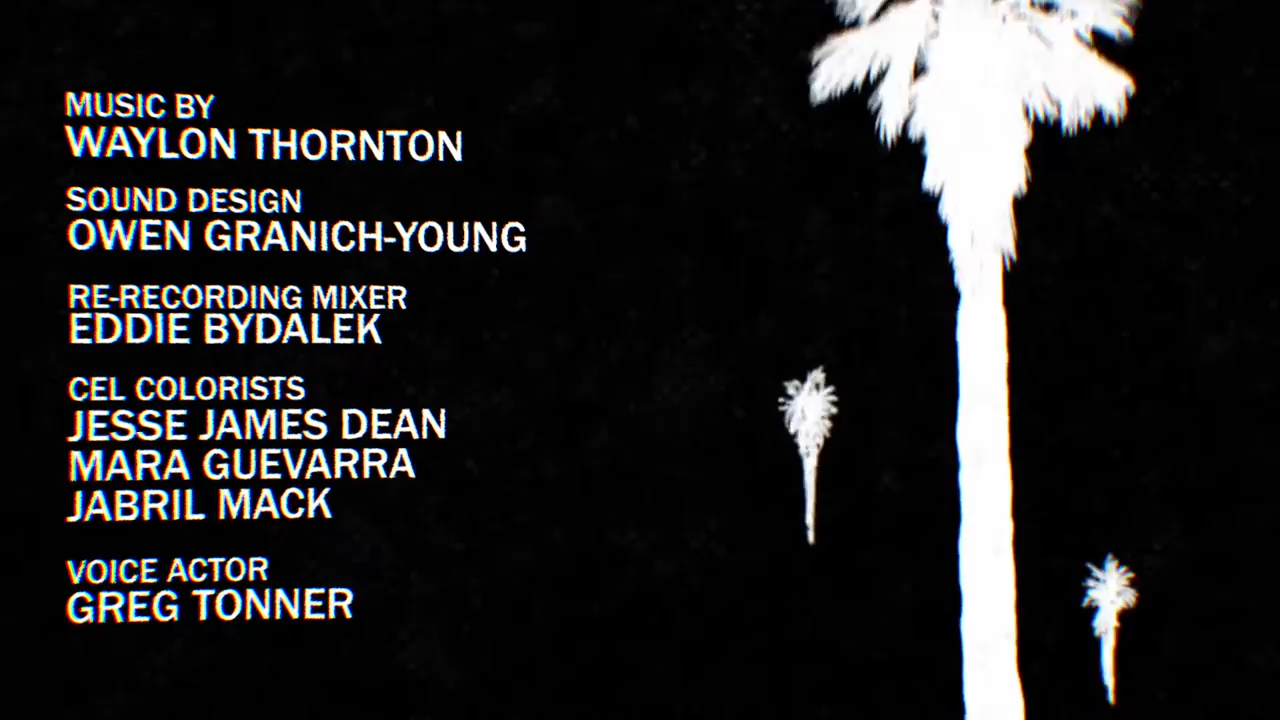 MUSIC BY
WAYLON THORNTON
SOUND DESIGN
OWEN GRANICH-YOUNG
RE-RECORDING MIXER
EDDIE BYDALEK
CEL COLORISTS
JESSE JAMES DEAN
MARA GUEVARRA
JABRIL MACK
VOICE ACTOR
GREG TONNER